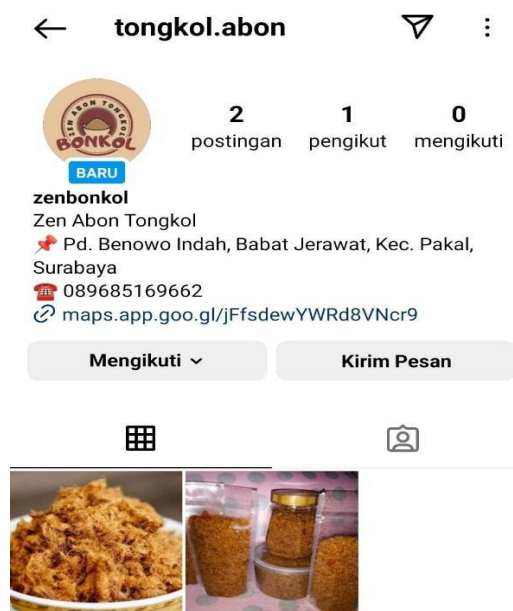 tongkol.abon
ZEN ABON TONGKOL
BONKOL
BARU
2
postingan
1
pengikut
0
mengikuti
zenbonkol
Zen Abon Tongkol
📌 Pd. Benowo Indah, Babat Jerawat, Kec. Pakal,
Surabaya
☎️ 089685169662
maps.app.goo.gl/jFfsdewYWRd8VNcr9
Mengikuti
Kirim Pesan